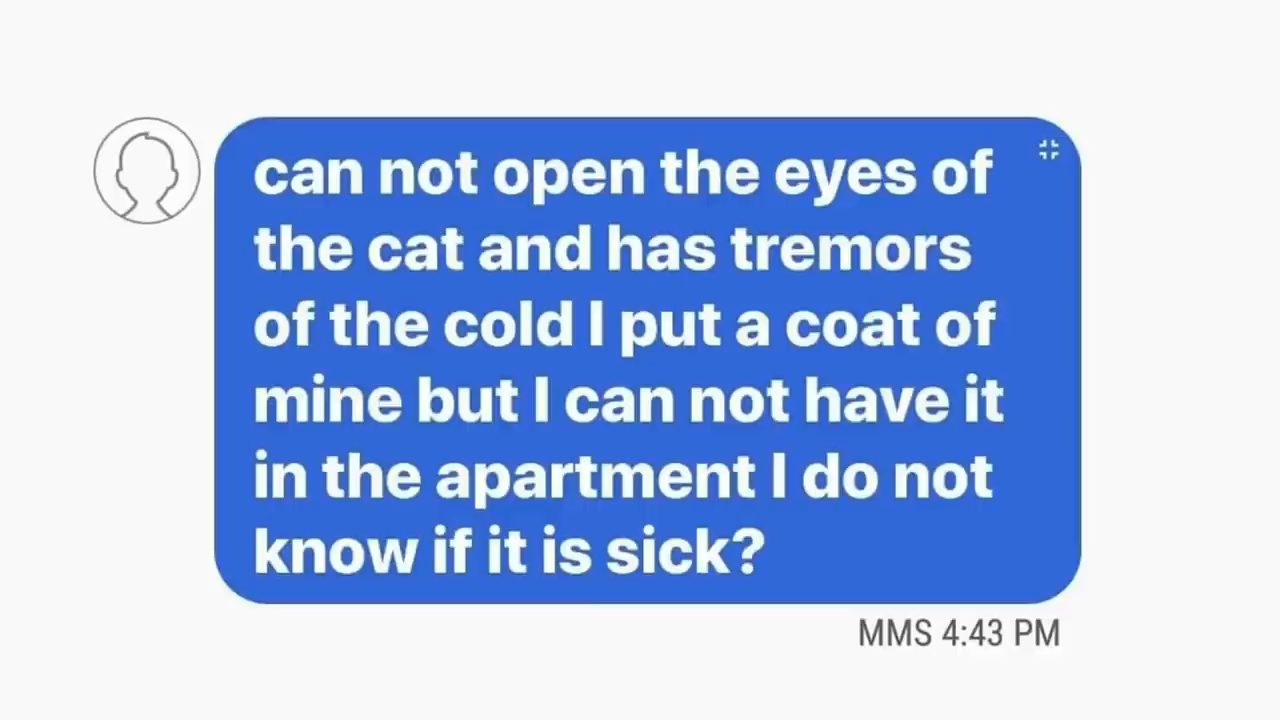 can not open the eyes of
the cat and has tremors
of the cold I put a coat of
mine but I can not have it
in the apartment I do not
know if it is sick?
MMS 4:43 PM